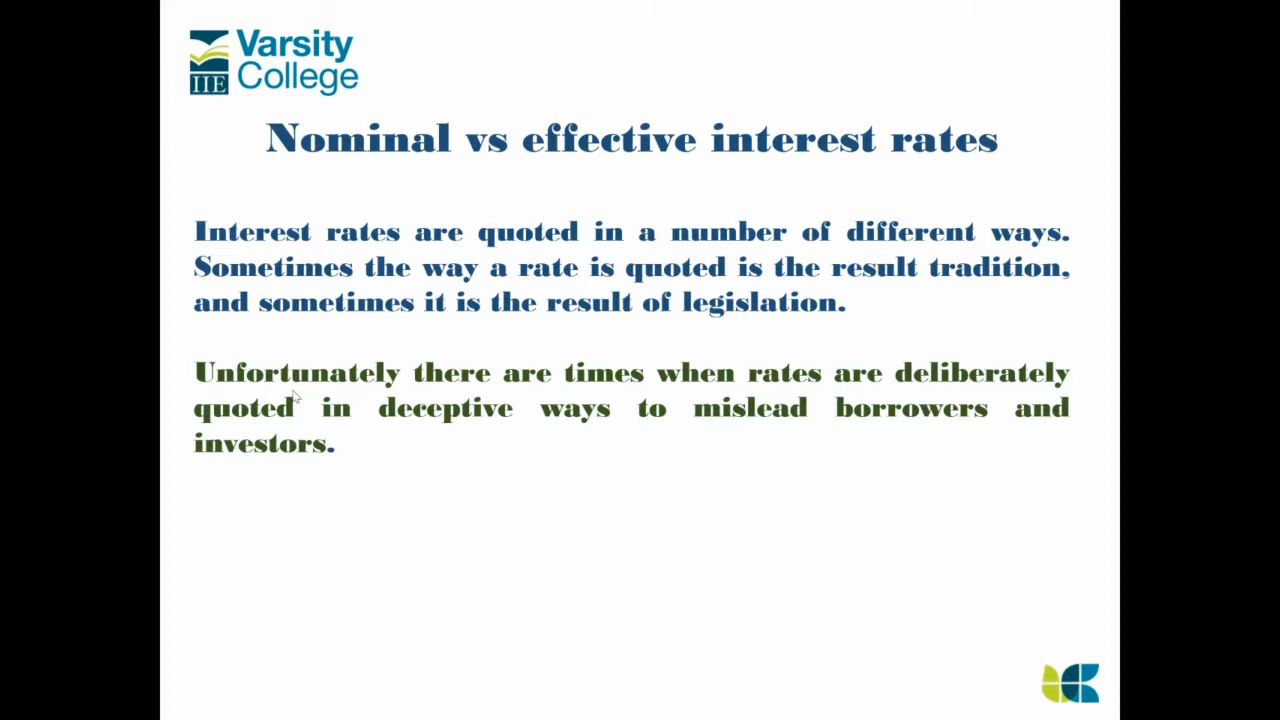 Varsity
College
IIE
Nominal vs effective interest rates
Interest rates are quoted in a number of different ways.
Sometimes the way a rate is quoted is the result tradition,
and sometimes it is the result of legislation.
Unfortunately there are times when rates are deliberately
quoted in deceptive ways to mislead borrowers and
investors.